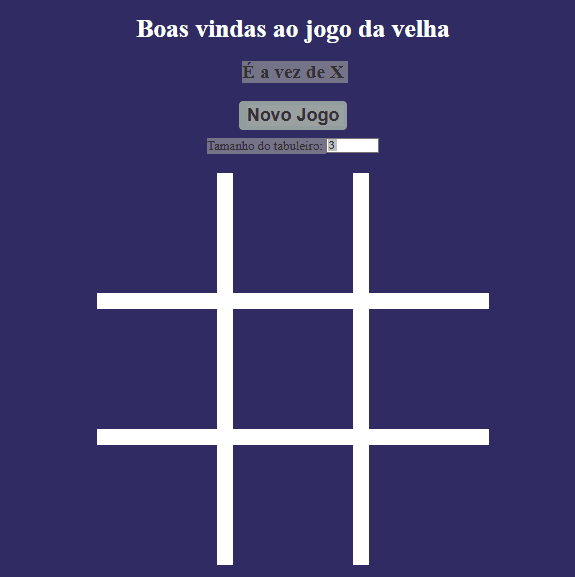 Boas vindas ao jogo da velha
É a vez de X
Novo Jogo
Tamanho do tabuleiro: 3